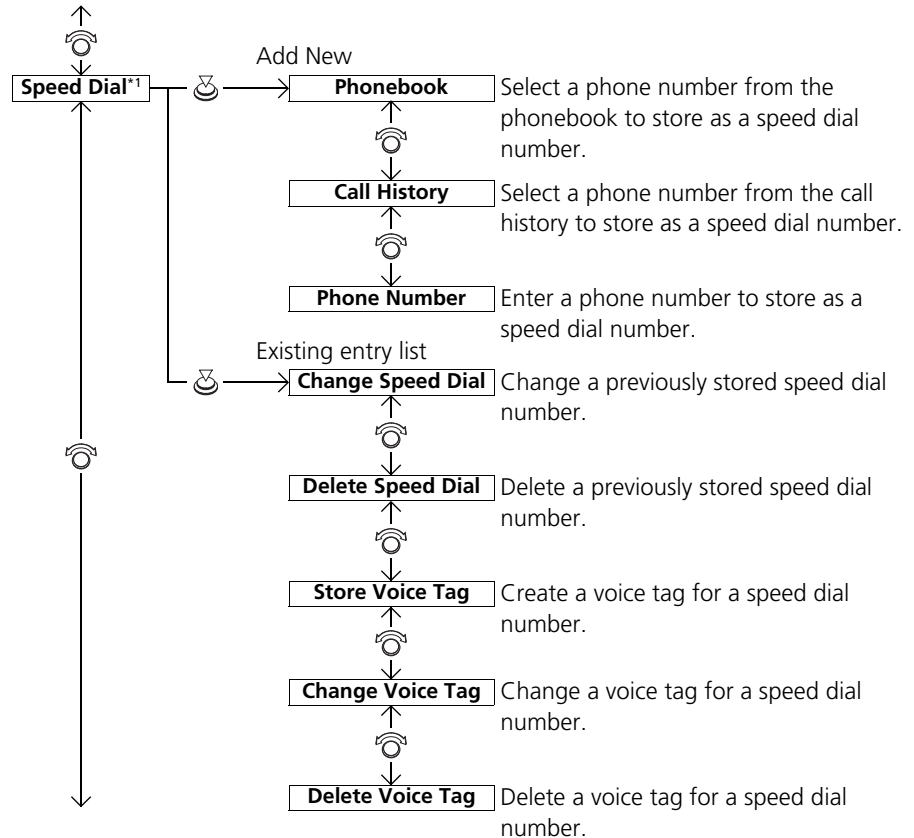 Add New
Speed Dial*1
Phonebook
Select a phone number from the
phonebook to store as a speed dial
number.
Call History
Select a phone number from the call
history to store as a speed dial number.
Phone Number
Enter a phone number to store as a
speed dial number.
Existing entry list
Change Speed Dial
Change a previously stored speed dial
number.
Delete Speed Dial
Delete a previously stored speed dial
number.
Store Voice Tag
Create a voice tag for a speed dial
number.
Change Voice Tag
Change a voice tag for a speed dial
number.
Delete Voice Tag
Delete a voice tag for a speed dial
number.